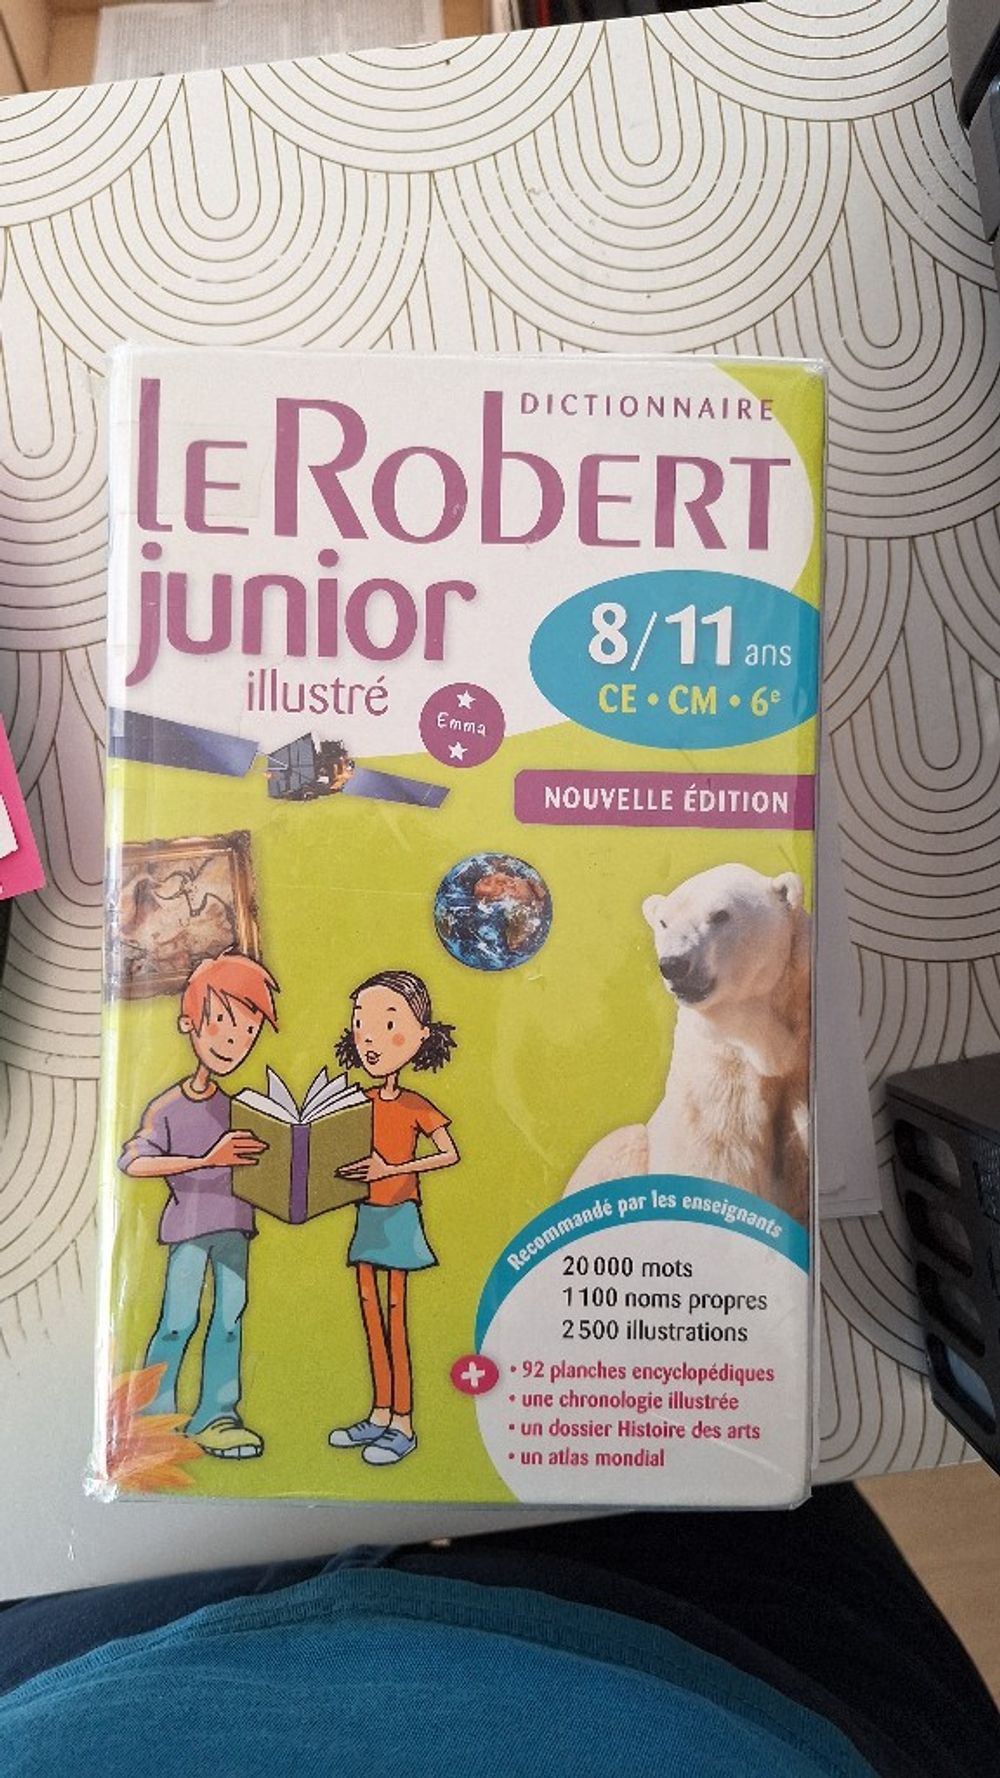 DICTIONNAIRE
LE RobERT
junior
illustré
8/11 ans
CE • CM • 6e
Emma
NOUVELLE ÉDITION
Recommandé par les enseignants
20 000 mots
1 100 noms propres
2 500 illustrations
+
• 92 planches encyclopédiques
• une chronologie illustrée
• un dossier Histoire des arts
• un atlas mondial